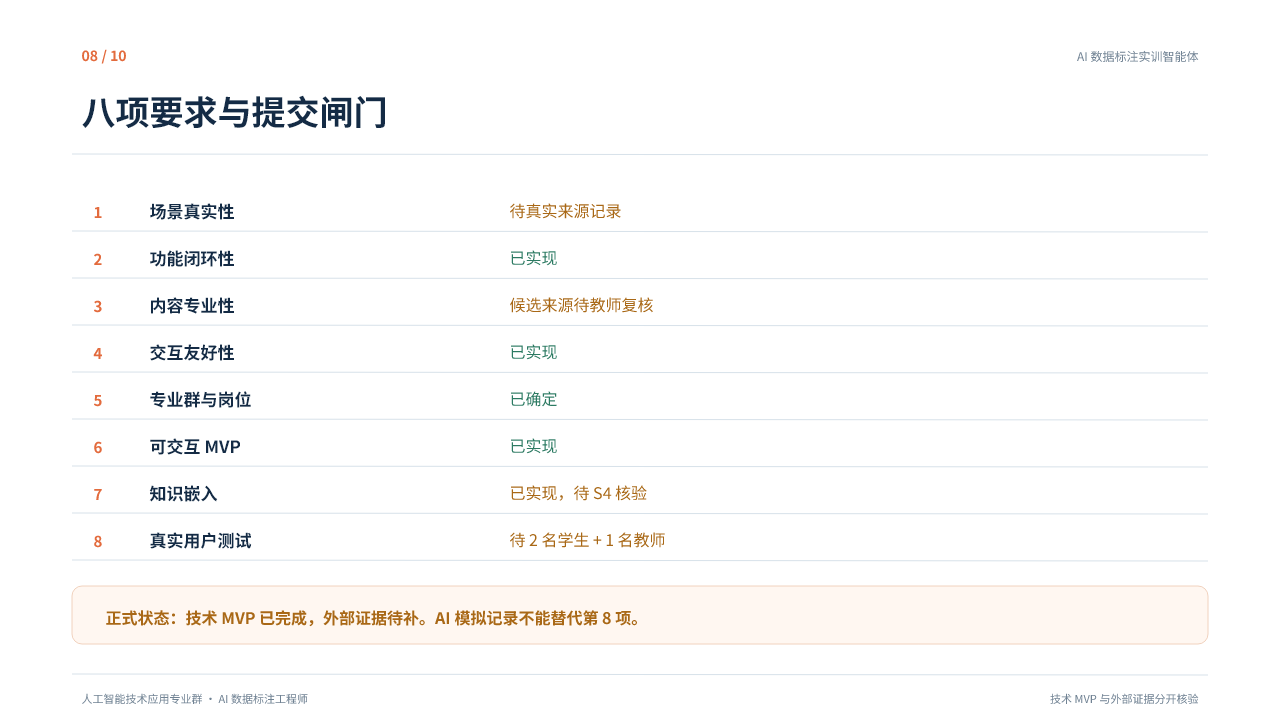 08 / 10
AI 数据标注实训智能体
八项要求与提交闸门
1 场景真实性 待真实来源记录
2 功能闭环性 已实现
3 内容专业性 候选来源待教师复核
4 交互友好性 已实现
5 专业群与岗位 已确定
6 可交互 MVP 已实现
7 知识嵌入 已实现，待 S4 核验
8 真实用户测试 待 2 名学生 + 1 名教师
正式状态：技术 MVP 已完成，外部证据待补。AI 模拟记录不能替代第 8 项。
人工智能技术应用专业群 · AI 数据标注工程师
技术 MVP 与外部证据分开核验